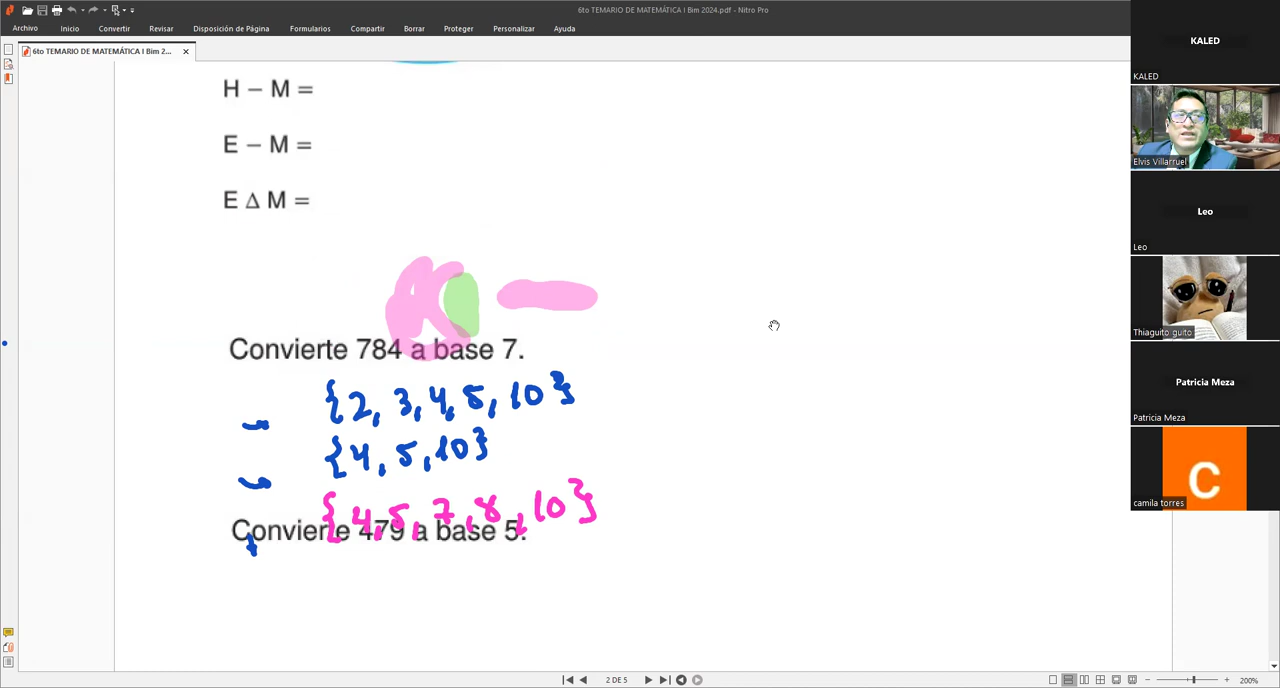 6to TEMARIO DE MATEMÁTICA I Bim 2024.pdf - Nitro Pro
Archivo Inicio Convertir Revisar Disposición de Página Formularios Compartir Borrar Proteger Personalizar Ayuda
6to TEMARIO DE MATEMÁTICA I Bim 2...
H – M =
E – M =
E Δ M =
Convierte 784 a base 7.
{2, 3, 4, 5, 10}
{4, 5, 10}
{4, 5, 7, 8, 10}
Convierte 479 a base 5.
KALED
KALED
Elvis Villarruel
Leo
Leo
Thiaguito guito
Patricia Meza
Patricia Meza
C
camila torres
2 DE 5
200%